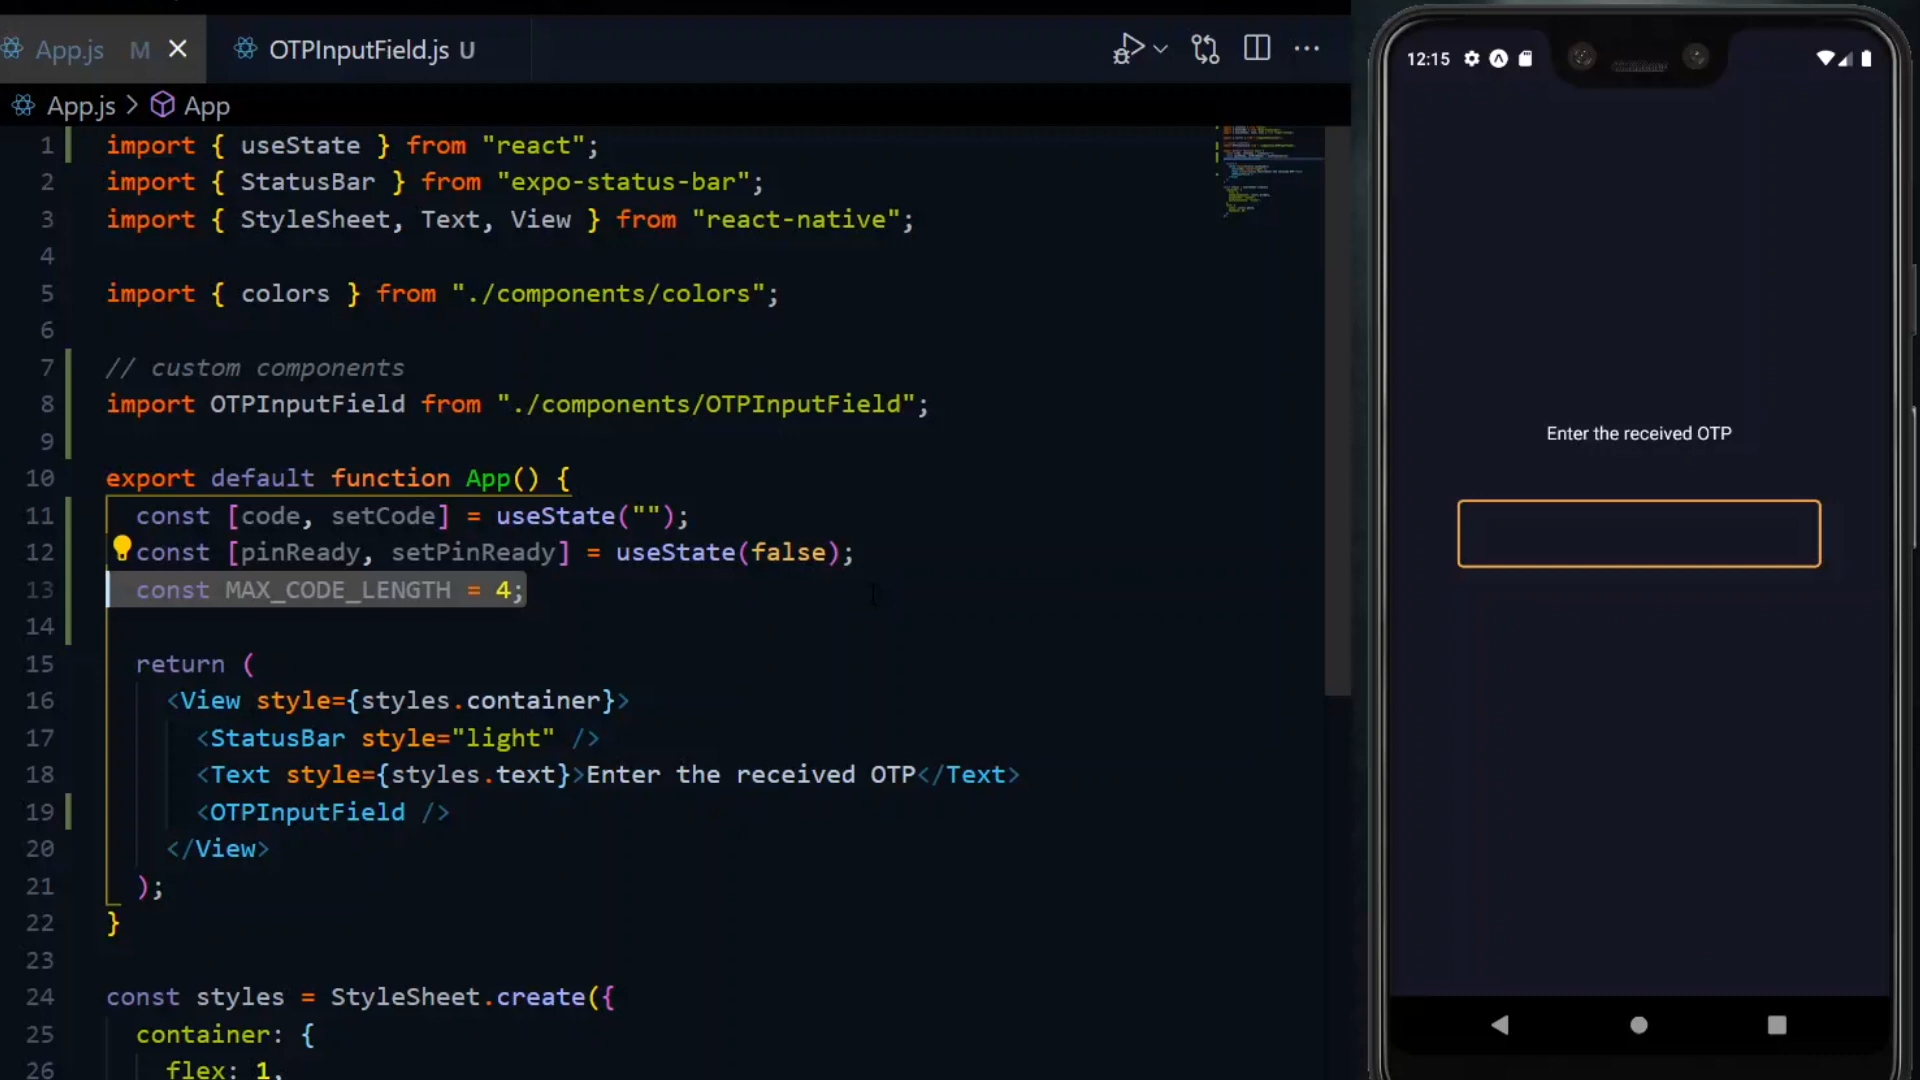 App.js M
OTPInputField.js U
App.js > App
1 import { useState } from "react";
2 import { StatusBar } from "expo-status-bar";
3 import { StyleSheet, Text, View } from "react-native";
4
5 import { colors } from "./components/colors";
6
7 // custom components
8 import OTPInputField from "./components/OTPInputField";
9
10 export default function App() {
11 const [code, setCode] = useState("");
12 const [pinReady, setPinReady] = useState(false);
13 const MAX_CODE_LENGTH = 4;
14
15 return (
16 <View style={styles.container}>
17 <StatusBar style="light" />
18 <Text style={styles.text}>Enter the received OTP</Text>
19 <OTPInputField />
20 </View>
21 );
22 }
23
24 const styles = StyleSheet.create({
25 container: {
26 flex: 1,
12:15
Enter the received OTP